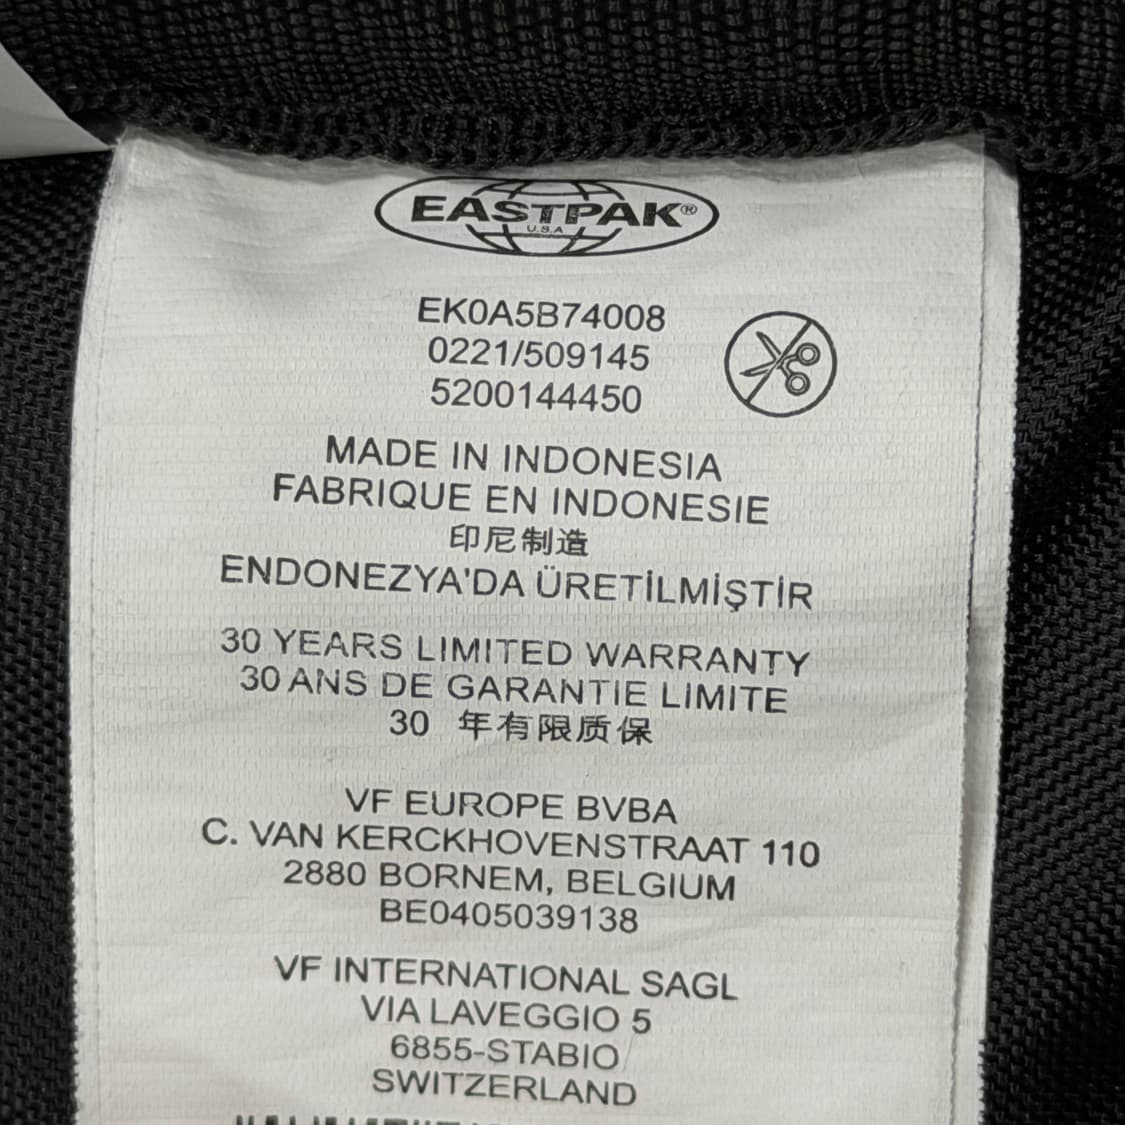 EASTPAK®
U.S.A
EK0A5B74008
0221/509145
5200144450
MADE IN INDONESIA
FABRIQUE EN INDONESIE
印尼制造
ENDONEZYA'DA ÜRETİLMİŞTİR
30 YEARS LIMITED WARRANTY
30 ANS DE GARANTIE LIMITE
30 年有限质保
VF EUROPE BVBA
C. VAN KERCKHOVENSTRAAT 110
2880 BORNEM, BELGIUM
BE0405039138
VF INTERNATIONAL SAGL
VIA LAVEGGIO 5
6855-STABIO
SWITZERLAND